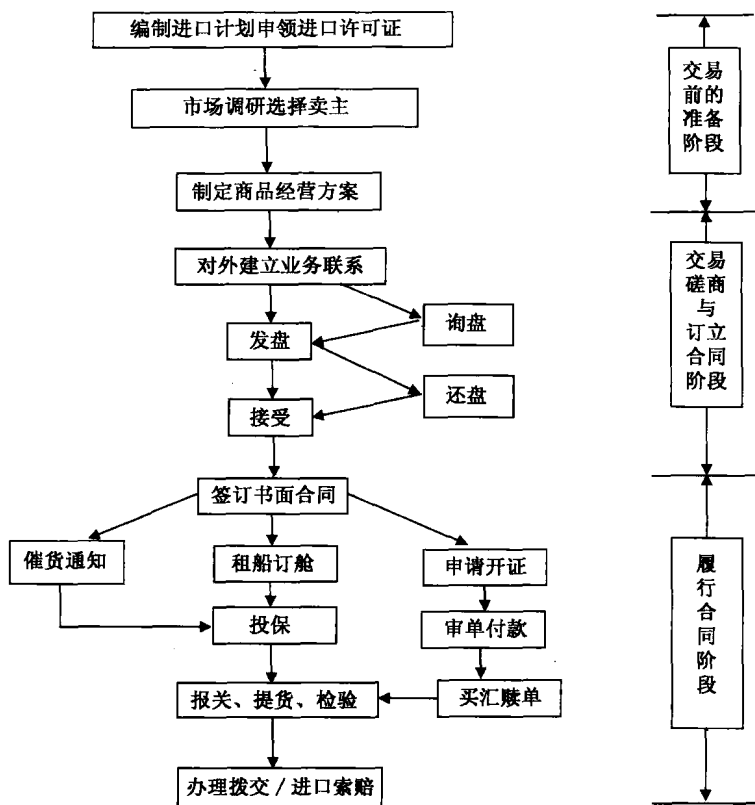 编制进口计划申领进口许可证
市场调研选择卖主
制定商品经营方案
对外建立业务联系
询盘
发盘
还盘
接受
签订书面合同
催货通知
租船订舱
申请开证
投保
审单付款
报关、提货、检验
买汇赎单
办理拨交/进口索赔
交易
前的
准备
阶段
交易
磋商
与
订立
合同
阶段
履
行
合
同
阶
段